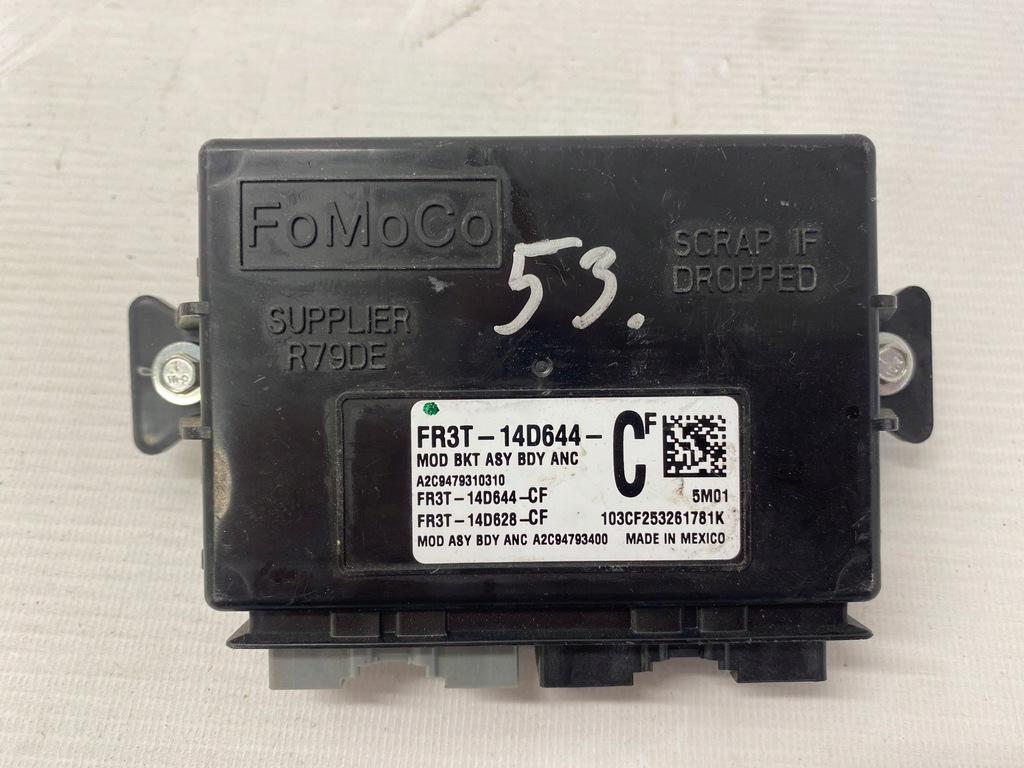 FoMoCo
53.
SCRAP IF
DROPPED
SUPPLIER
R79DE
FR3T-14D644-CF
MOD BKT ASY BDY ANC
A2C9479310310
FR3T-14D644-CF
5M01
FR3T-14D628-CF 103CF253261781K
MOD ASY BDY ANC A2C94793400 MADE IN MEXICO